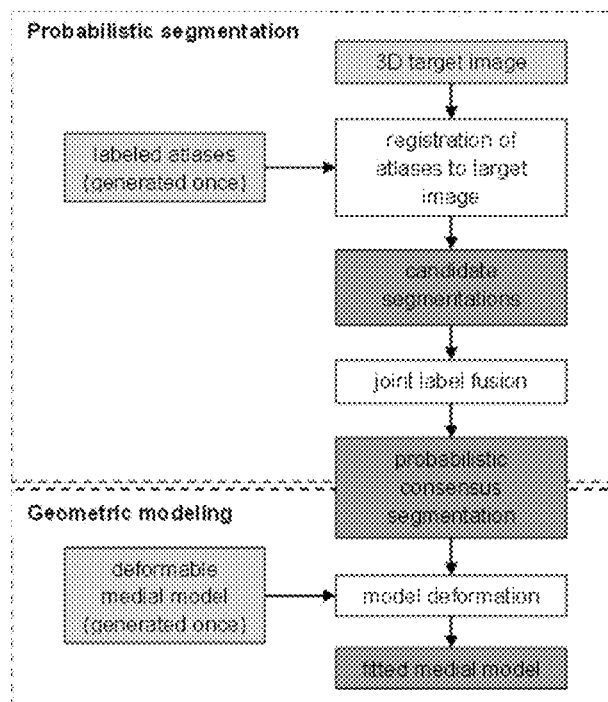 Probabilistic segmentation
3D target image
labeled atlases
(generated once)
registration of
atlases to target
image
candidate
segmentations
joint label fusion
probabilistic
consensus
segmentation
Geometric modeling
deformable
medial model
(generated once)
model deformation
fitted medial model